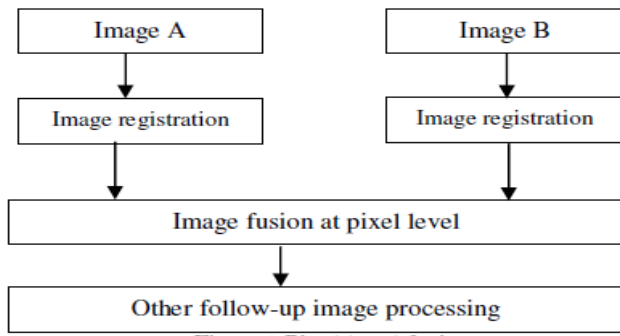 Image A
Image B
Image registration
Image registration
Image fusion at pixel level
Other follow-up image processing